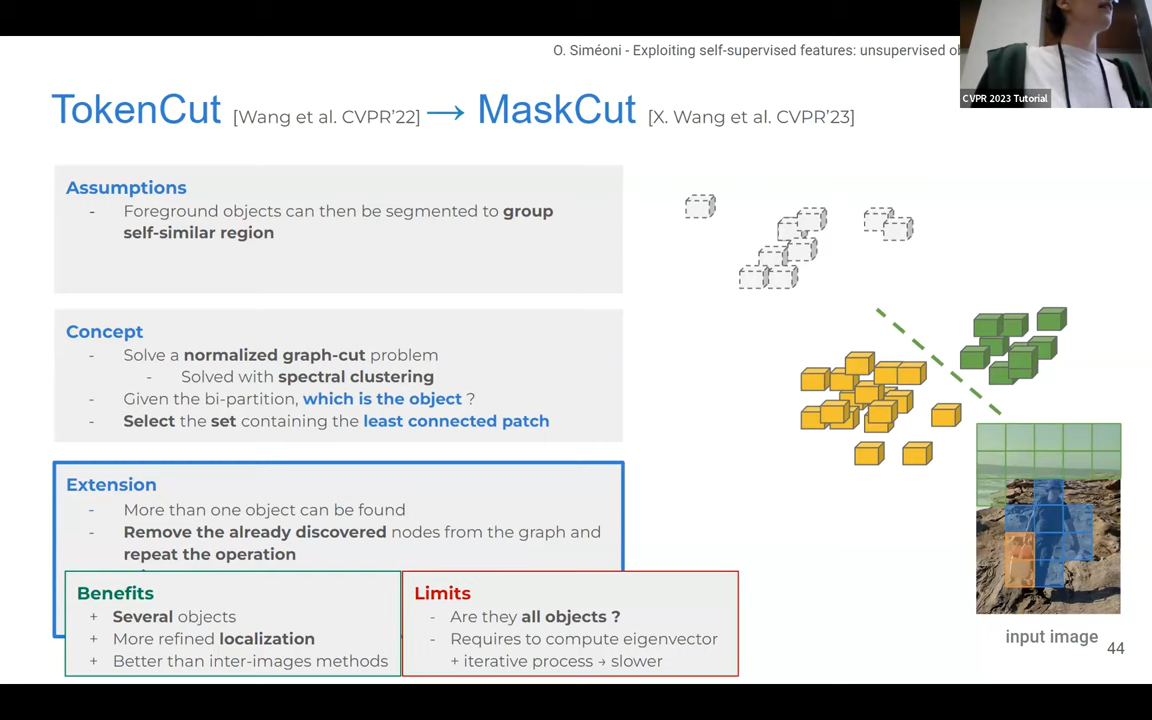 O. Siméoni - Exploiting self-supervised features: unsupervised
CVPR 2023 Tutorial
TokenCut [Wang et al. CVPR'22] → MaskCut [X. Wang et al. CVPR'23]
Assumptions
- Foreground objects can then be segmented to group
self-similar region
Concept
- Solve a normalized graph-cut problem
- Solved with spectral clustering
- Given the bi-partition, which is the object ?
- Select the set containing the least connected patch
Extension
- More than one object can be found
- Remove the already discovered nodes from the graph and
repeat the operation
Benefits
+ Several objects
+ More refined localization
+ Better than inter-images methods
Limits
- Are they all objects ?
- Requires to compute eigenvector
+ iterative process → slower
input image
44